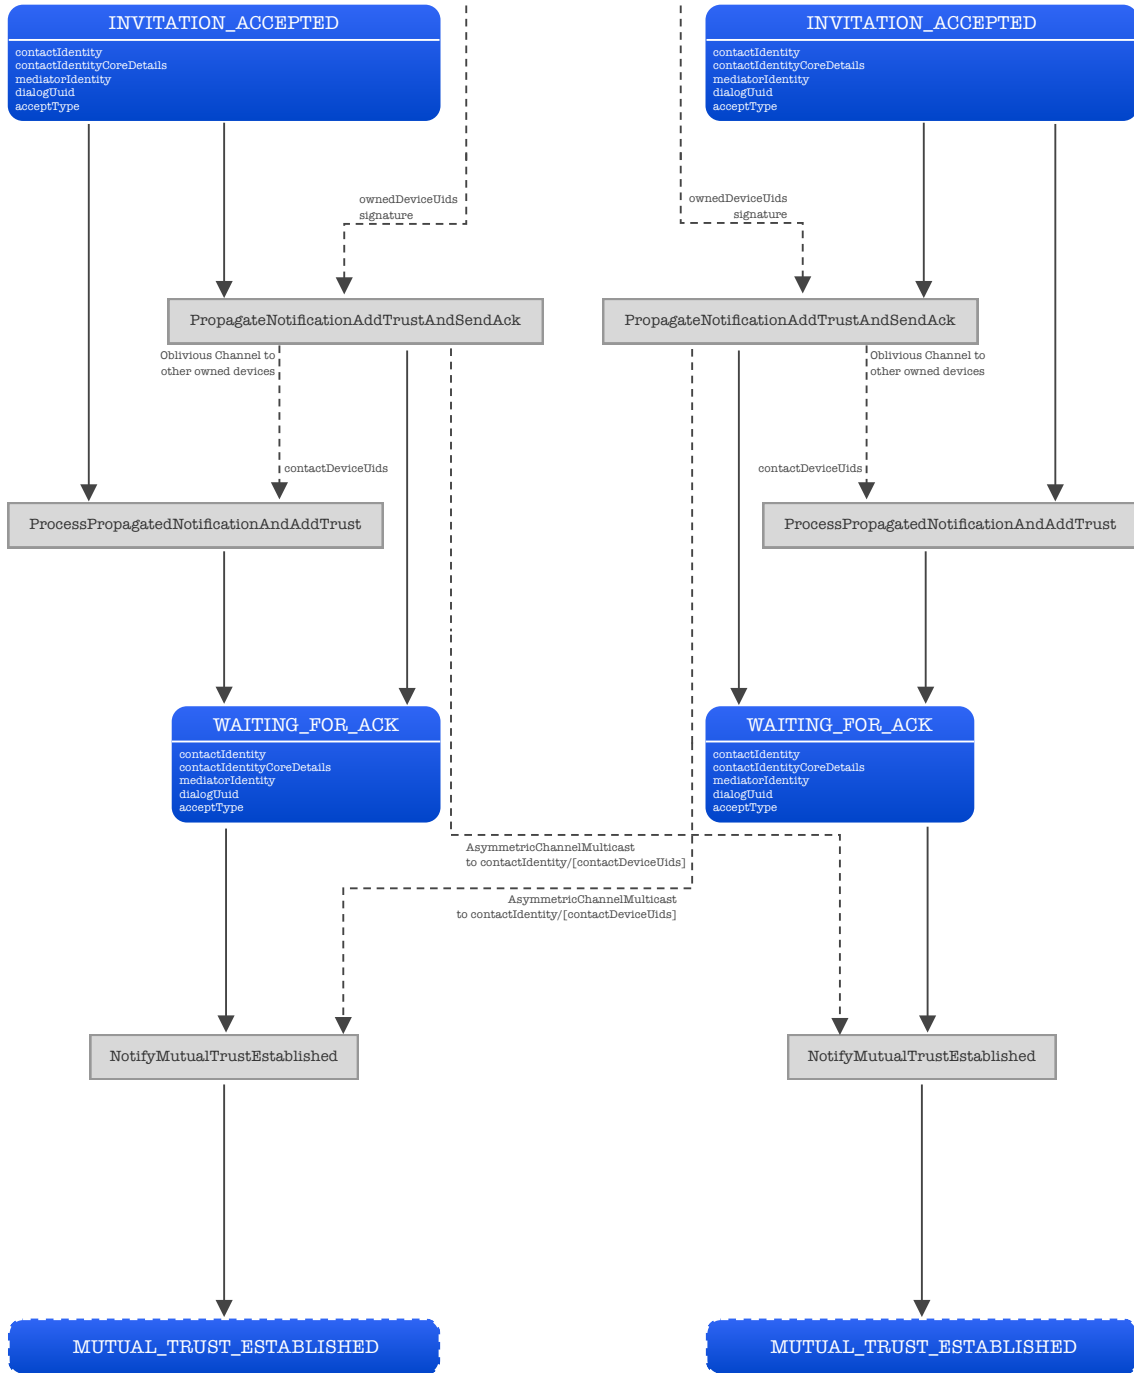 INVITATION_ACCEPTED
contactIdentity
contactIdentityCoreDetails
mediatorIdentity
dialogUuid
acceptType
INVITATION_ACCEPTED
contactIdentity
contactIdentityCoreDetails
mediatorIdentity
dialogUuid
acceptType
ownedDeviceUids
signature
ownedDeviceUids
signature
PropagateNotificationAddTrustAndSendAck
PropagateNotificationAddTrustAndSendAck
Oblivious Channel to
other owned devices
Oblivious Channel to
other owned devices
contactDeviceUids
contactDeviceUids
ProcessPropagatedNotificationAndAddTrust
ProcessPropagatedNotificationAndAddTrust
WAITING_FOR_ACK
contactIdentity
contactIdentityCoreDetails
mediatorIdentity
dialogUuid
acceptType
WAITING_FOR_ACK
contactIdentity
contactIdentityCoreDetails
mediatorIdentity
dialogUuid
acceptType
AsymmetricChannelMulticast
to contactIdentity/[contactDeviceUids]
AsymmetricChannelMulticast
to contactIdentity/[contactDeviceUids]
NotifyMutualTrustEstablished
NotifyMutualTrustEstablished
MUTUAL_TRUST_ESTABLISHED
MUTUAL_TRUST_ESTABLISHED